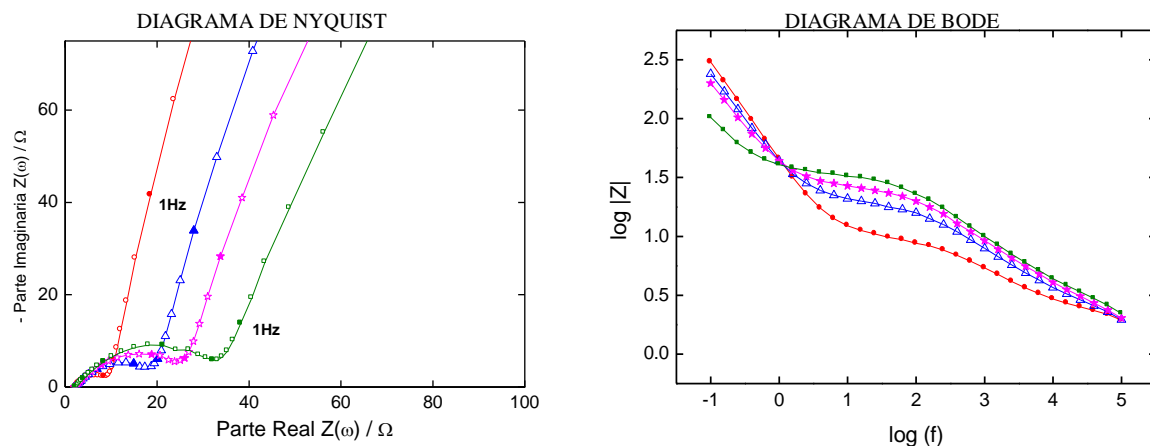 DIAGRAMA DE NYQUIST
60
40
20
0
- Parte Imaginaria Z(ω) / Ω
1Hz
1Hz
0 20 40 60 80 100
Parte Real Z(ω) / Ω
DIAGRAMA DE BODE
2.5
2.0
1.5
1.0
0.5
0.0
log |Z|
-1 0 1 2 3 4 5
log (f)